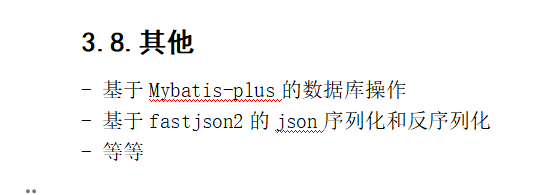 3.8.其他
- 基于 Mybatis-plus 的数据库操作
- 基于 fastjson2 的 json 序列化和反序列化
- 等等